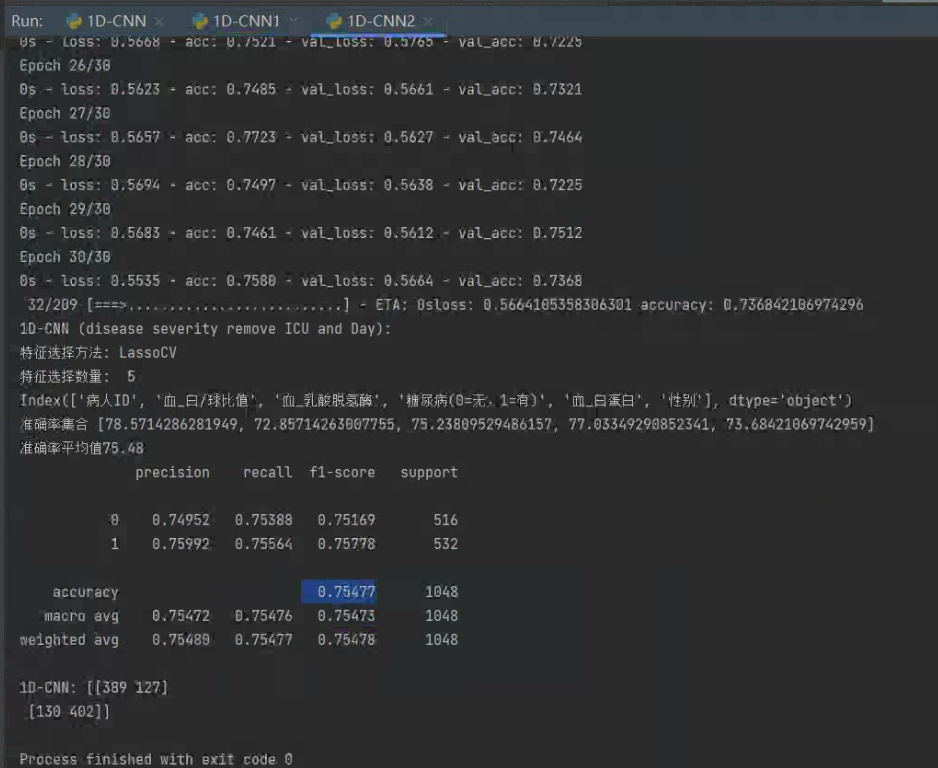 Run: 1D-CNN × 1D-CNN1 × 1D-CNN2 ×
0s - loss: 0.5668 - acc: 0.7521 - val_loss: 0.5765 - val_acc: 0.7225
Epoch 26/30
0s - loss: 0.5623 - acc: 0.7485 - val_loss: 0.5661 - val_acc: 0.7321
Epoch 27/30
0s - loss: 0.5657 - acc: 0.7723 - val_loss: 0.5627 - val_acc: 0.7464
Epoch 28/30
0s - loss: 0.5694 - acc: 0.7497 - val_loss: 0.5638 - val_acc: 0.7225
Epoch 29/30
0s - loss: 0.5683 - acc: 0.7461 - val_loss: 0.5612 - val_acc: 0.7512
Epoch 30/30
0s - loss: 0.5535 - acc: 0.7580 - val_loss: 0.5664 - val_acc: 0.7368
32/209 [===>..........................] - ETA: 0sloss: 0.5664105358306301 accuracy: 0.736842106974296
1D-CNN (disease severity remove ICU and Day):
特征选择方法: LassoCV
特征选择数量: 5
Index(['病人ID', '血_白/球比值', '血_乳酸脱氢酶', '糖尿病(0=无，1=有)', '血_白蛋白', '性别'], dtype='object')
准确率集合 [78.5714286281949, 72.85714263007755, 75.23809529486157, 77.03349290852341, 73.68421069742959]
准确率平均值75.48
precision recall f1-score support
0 0.74952 0.75388 0.75169 516
1 0.75992 0.75564 0.75778 532
accuracy 0.75477 1048
macro avg 0.75472 0.75476 0.75473 1048
weighted avg 0.75480 0.75477 0.75478 1048
1D-CNN: [[389 127]
[130 402]]
Process finished with exit code 0